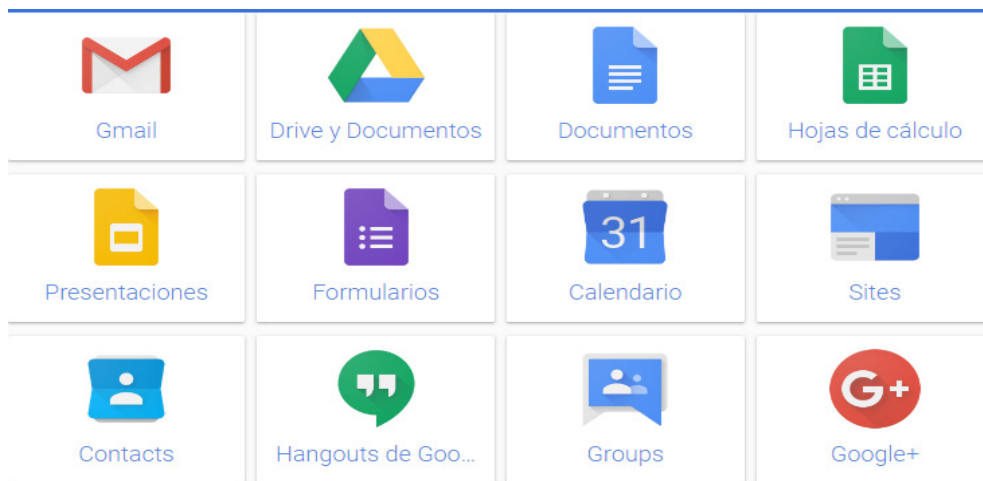 Gmail
Drive y Documentos
Documentos
Hojas de cálculo
Presentaciones
Formularios
31
Calendario
Sites
Contacts
Hangouts de Goo...
Groups
G+
Google+